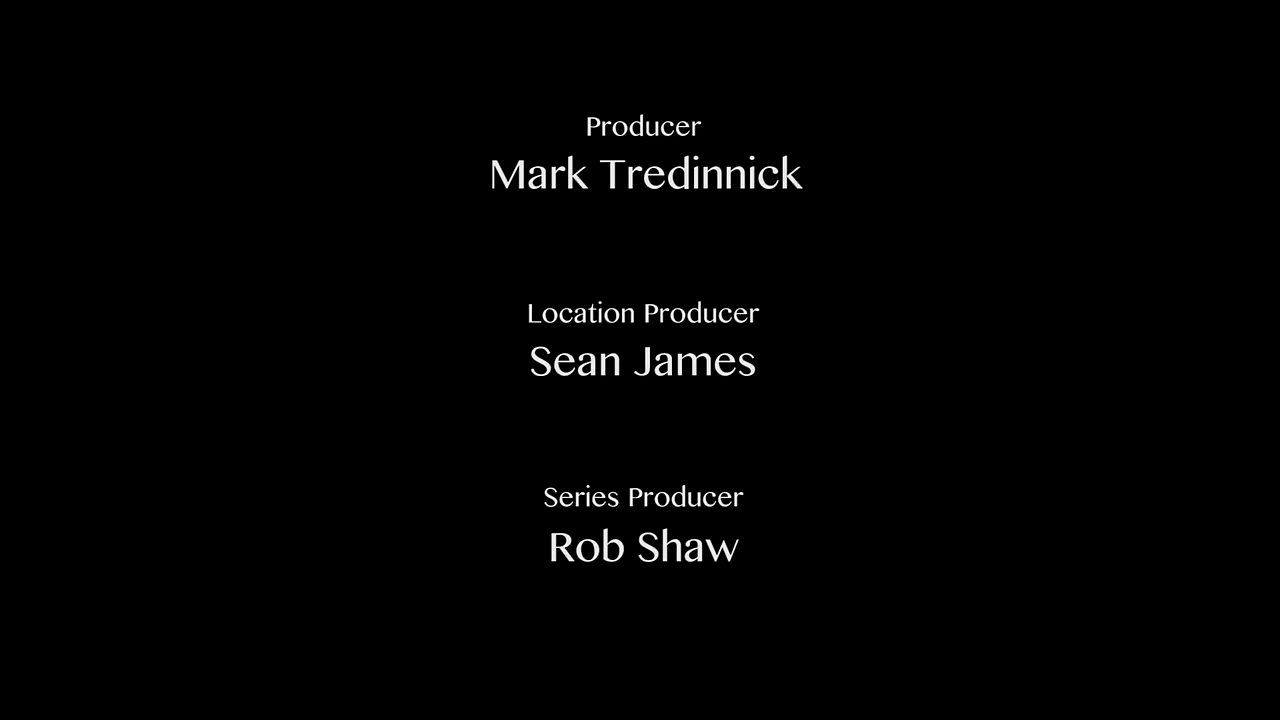 Producer
Mark Tredinnick
Location Producer
Sean James
Series Producer
Rob Shaw